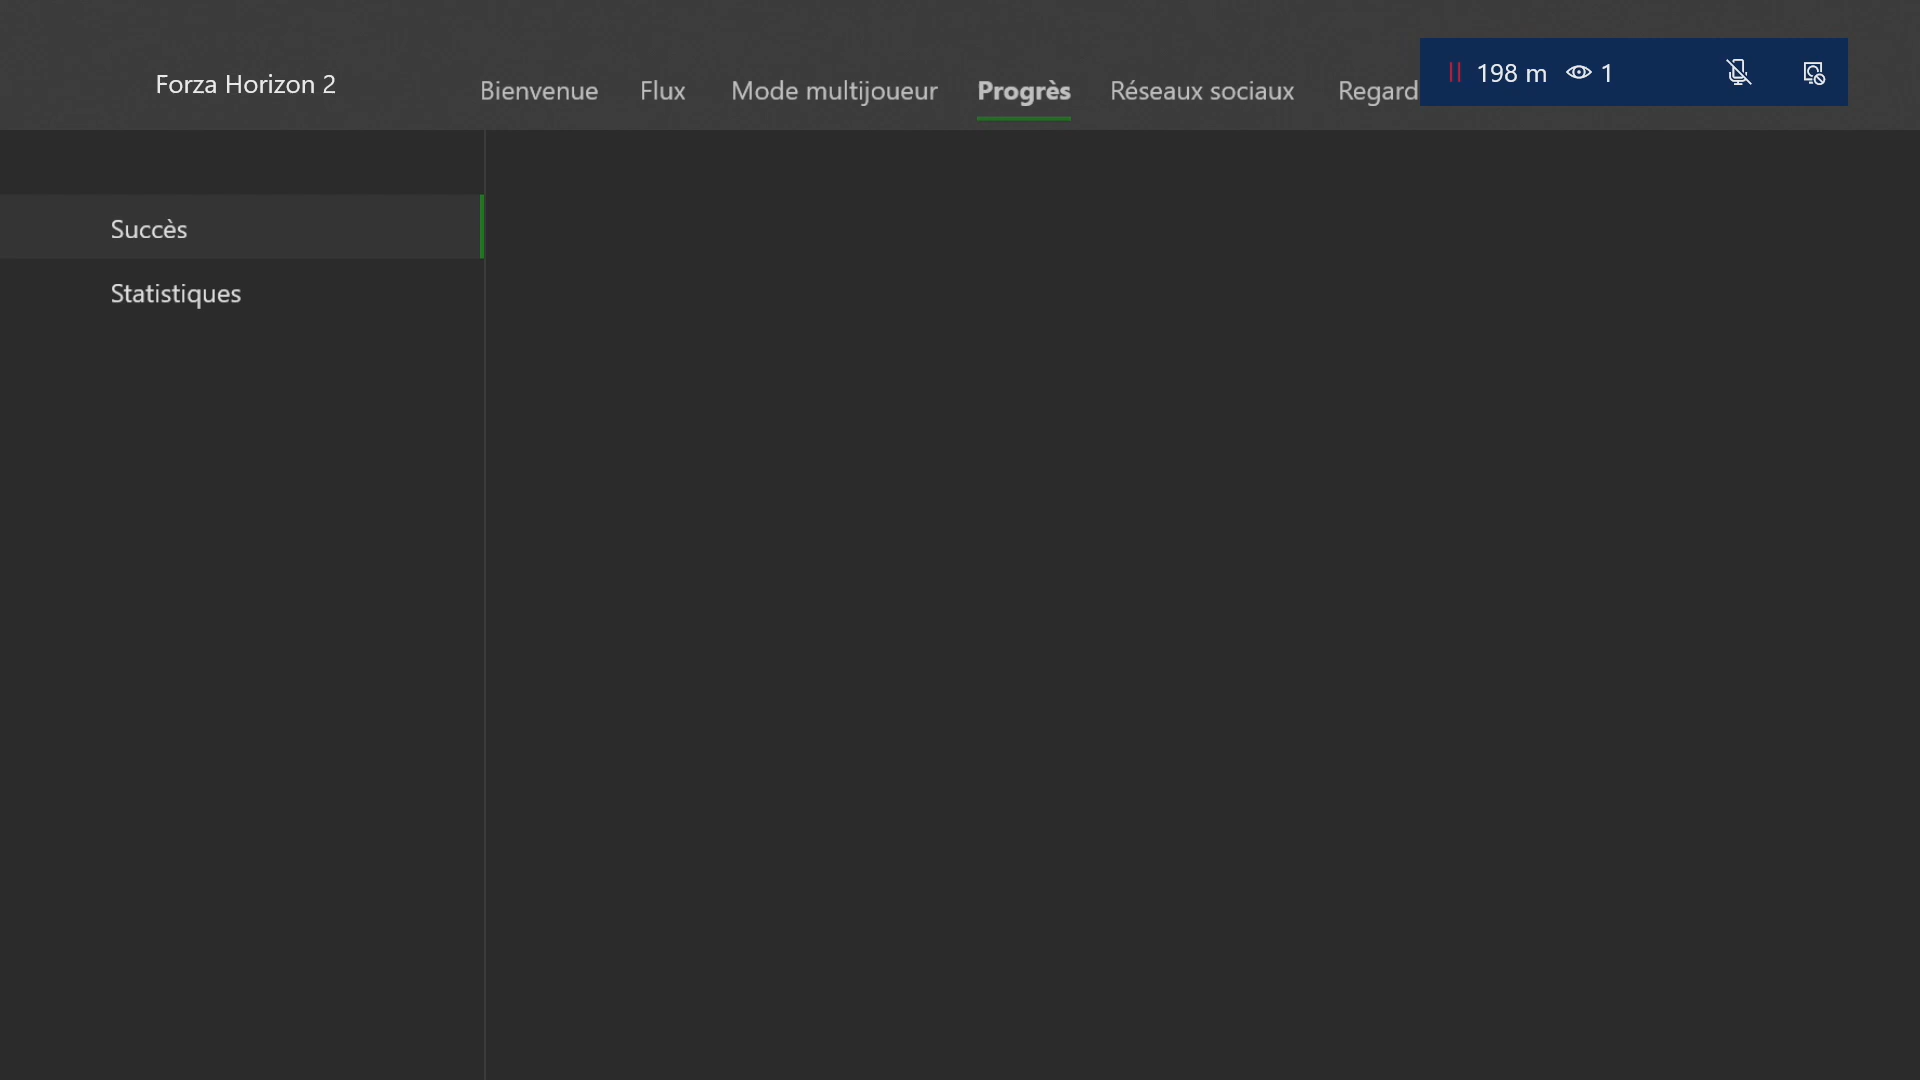 Forza Horizon 2
Bienvenue Flux Mode multijoueur Progrès Réseaux sociaux Regard
198 m 1
Succès
Statistiques